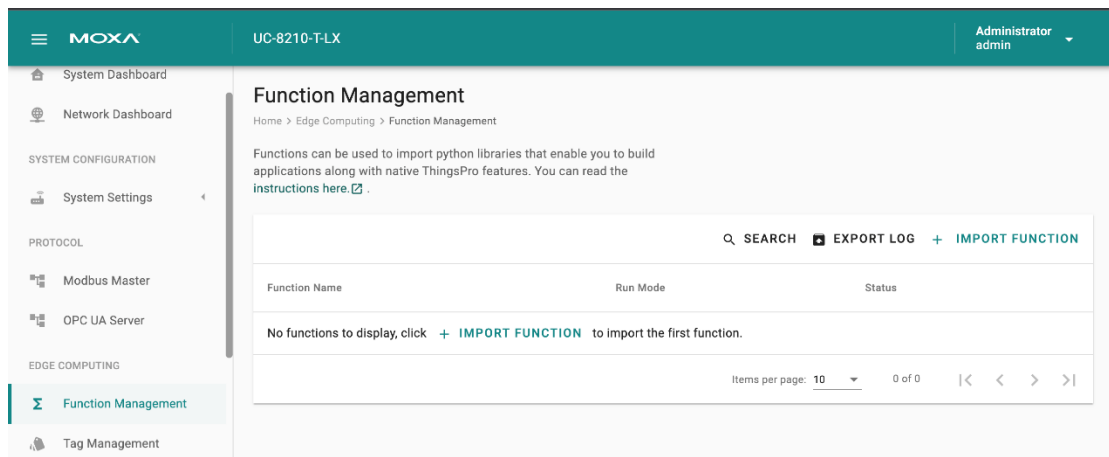 MOXA
UC-8210-T-LX
Administrator
admin
System Dashboard
Network Dashboard
SYSTEM CONFIGURATION
System Settings
PROTOCOL
Modbus Master
OPC UA Server
EDGE COMPUTING
Function Management
Tag Management
Function Management
Home > Edge Computing > Function Management
Functions can be used to import python libraries that enable you to build
applications along with native ThingsPro features. You can read the
instructions here. .
SEARCH EXPORT LOG + IMPORT FUNCTION
Function Name Run Mode Status
No functions to display, click + IMPORT FUNCTION to import the first function.
Items per page: 10 0 of 0